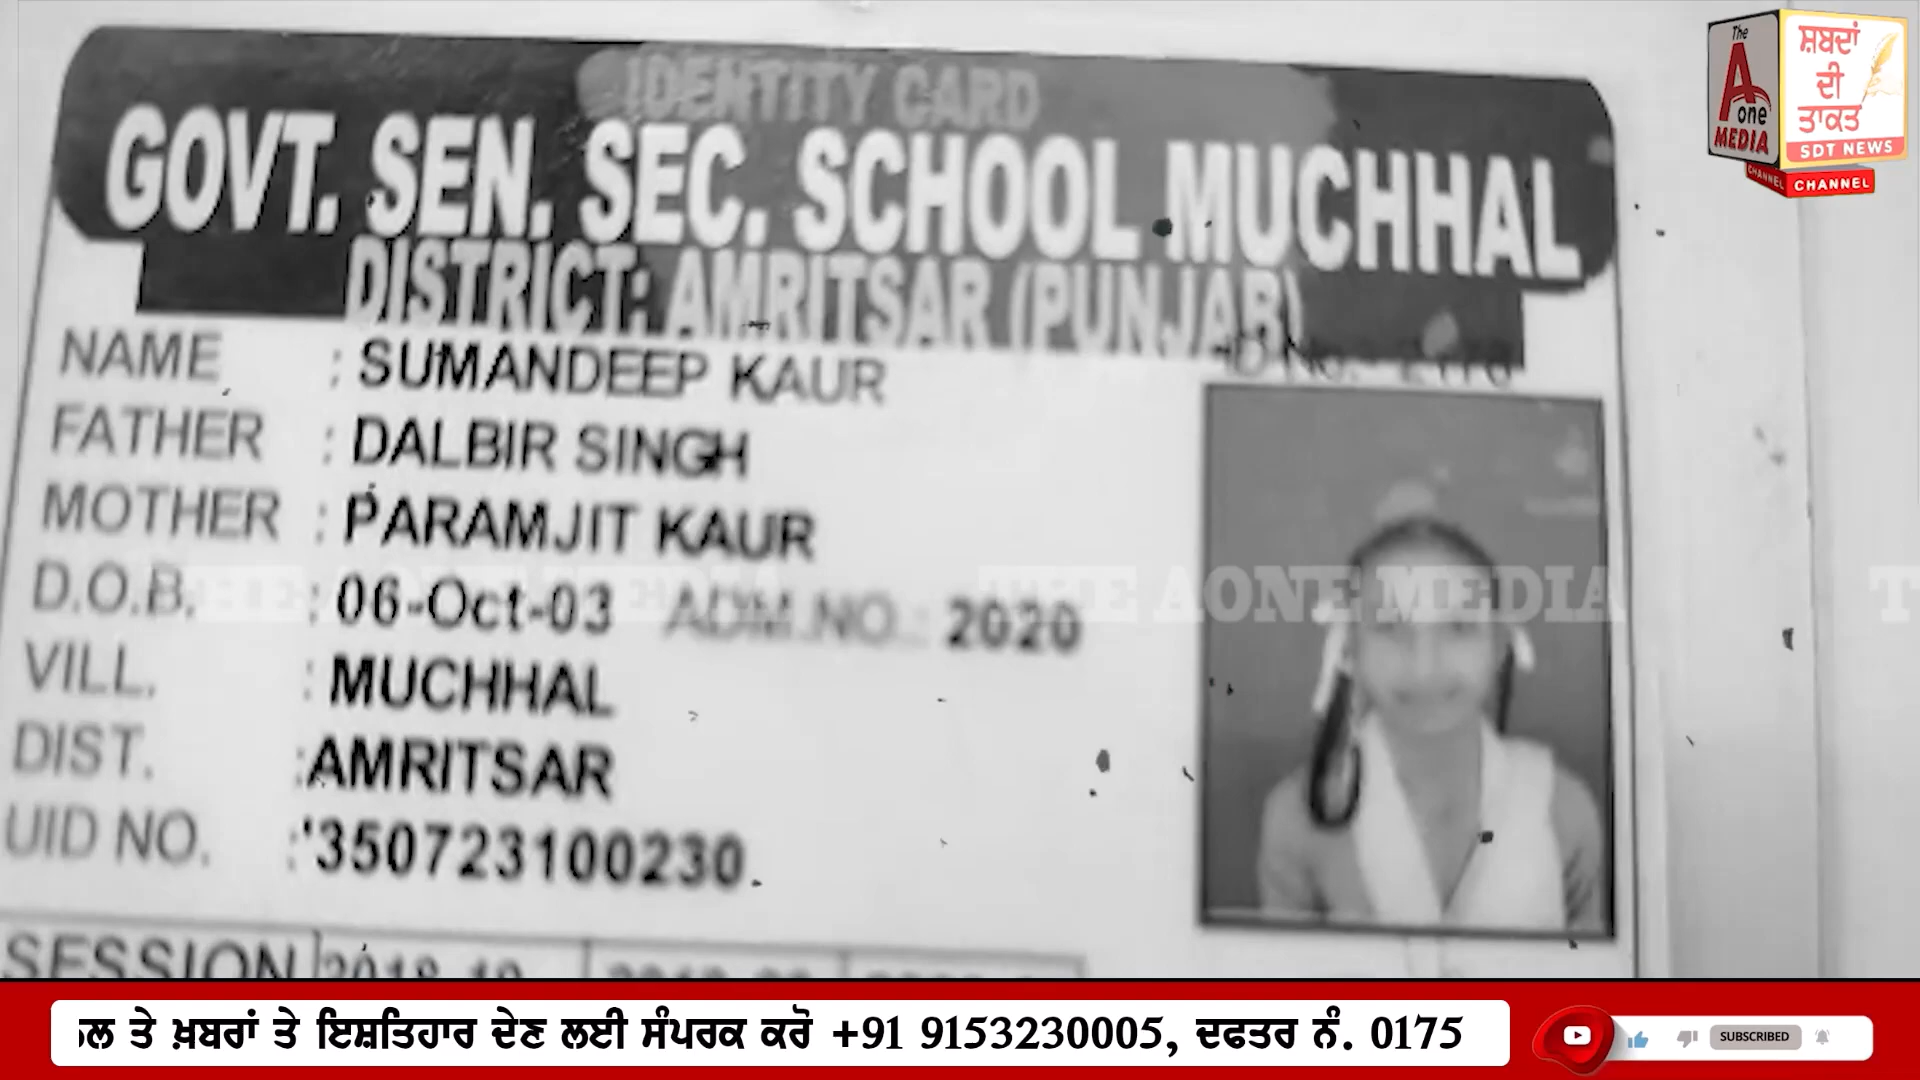 IDENTITY CARD
GOVT. SEN. SEC. SCHOOL MUCHHAL
DISTRICT: AMRITSAR (PUNJAB)
NAME : SUMANDEEP KAUR
FATHER : DALBIR SINGH
MOTHER : PARAMJIT KAUR
D.O.B. : 06-Oct-03 ADM.NO.: 2020
VILL. : MUCHHAL
DIST. :AMRITSAR
UID NO. :'350723100230
SESSION 2018-19
THE AONE MEDIA
THE AONE MEDIA
The A one MEDIA CHANNEL
ਸ਼ਬਦਾਂ
ਦੀ
ਤਾਕਤ
SDT NEWS
CHANNEL
ਤੇ ਖ਼ਬਰਾਂ ਤੇ ਇਸ਼ਤਿਹਾਰ ਦੇਣ ਲਈ ਸੰਪਰਕ ਕਰੋ +91 9153230005, ਦਫਤਰ ਨੰ. 0175
SUBSCRIBED